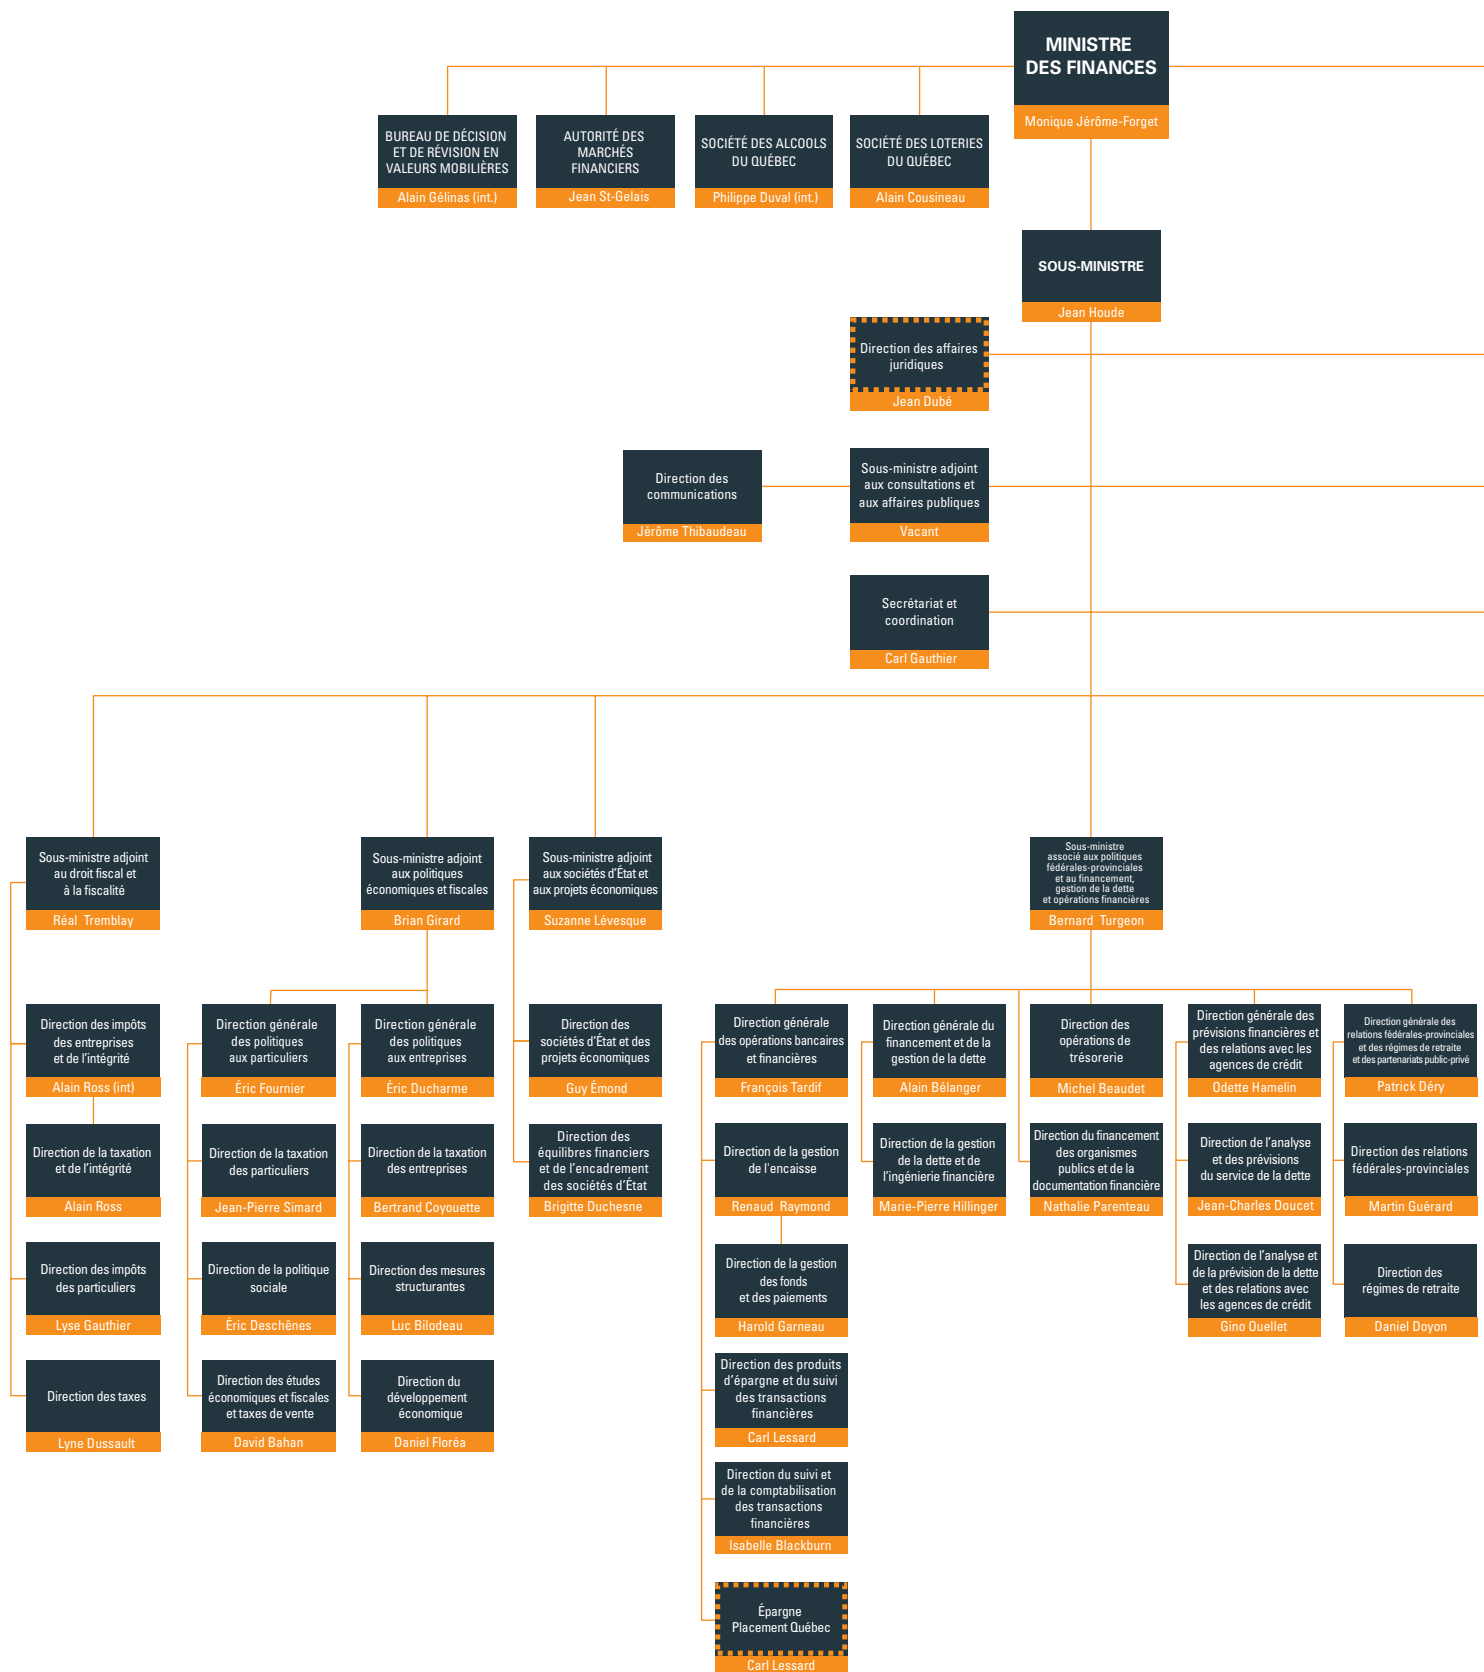 MINISTRE
DES FINANCES
Monique Jérôme-Forget
BUREAU DE DÉCISION
ET DE RÉVISION EN
VALEURS MOBILIÈRES
Alain Gélinas (int.)
AUTORITÉ DES
MARCHÉS
FINANCIERS
Jean St-Gelais
SOCIÉTÉ DES ALCOOLS
DU QUÉBEC
Philippe Duval (int.)
SOCIÉTÉ DES LOTERIES
DU QUÉBEC
Alain Cousineau
SOUS-MINISTRE
Jean Houde
Direction des affaires
juridiques
Jean Dubé
Direction des
communications
Jérôme Thibaudeau
Sous-ministre adjoint
aux consultations et
aux affaires publiques
Vacant
Secrétariat et
coordination
Carl Gauthier
Sous-ministre adjoint
au droit fiscal et
à la fiscalité
Réal Tremblay
Sous-ministre adjoint
aux politiques
économiques et fiscales
Brian Girard
Sous-ministre adjoint
aux sociétés d'État et
aux projets économiques
Suzanne Lévesque
Sous-ministre
associé aux politiques
fédérales-provinciales
et au financement,
gestion de la dette
et opérations financières
Bernard Turgeon
Direction des impôts
des entreprises
et de l'intégrité
Alain Ross (int)
Direction générale
des politiques
aux particuliers
Éric Fournier
Direction générale
des politiques
aux entreprises
Éric Ducharme
Direction des
sociétés d'État et des
projets économiques
Guy Émond
Direction générale
des opérations bancaires
et financières
François Tardif
Direction générale du
financement et de la
gestion de la dette
Alain Bélanger
Direction des
opérations de
trésorerie
Michel Beaudet
Direction générale des
prévisions financières et
des relations avec les
agences de crédit
Odette Hamelin
Direction générale des
relations fédérales-provinciales
et des régimes de retraite
et des partenariats public-privé
Patrick Déry
Direction de la taxation
et de l'intégrité
Alain Ross
Direction de la taxation
des particuliers
Jean-Pierre Simard
Direction de la taxation
des entreprises
Bertrand Coyouette
Direction des
équilibres financiers
et de l'encadrement
des sociétés d'État
Brigitte Duchesne
Direction de la gestion
de l'encaisse
Renaud Raymond
Direction de la gestion
de la dette et de
l'ingénierie financière
Marie-Pierre Hillinger
Direction du financement
des organismes
publics et de la
documentation financière
Nathalie Parenteau
Direction de l'analyse
et des prévisions
du service de la dette
Jean-Charles Doucet
Direction des relations
fédérales-provinciales
Martin Guérard
Direction des impôts
des particuliers
Lyse Gauthier
Direction de la politique
sociale
Éric Deschênes
Direction des mesures
structurantes
Luc Bilodeau
Direction de la gestion
des fonds
et des paiements
Harold Garneau
Direction de l'analyse et
de la prévision de la dette
et des relations avec
les agences de crédit
Gino Ouellet
Direction des
régimes de retraite
Daniel Doyon
Direction des taxes
Lyne Dussault
Direction des études
économiques et fiscales
et taxes de vente
David Bahan
Direction du
développement
économique
Daniel Floréa
Direction des produits
d'épargne et du suivi
des transactions
financières
Carl Lessard
Direction du suivi et
de la comptabilisation
des transactions
financières
Isabelle Blackburn
Épargne
Placement Québec
Carl Lessard